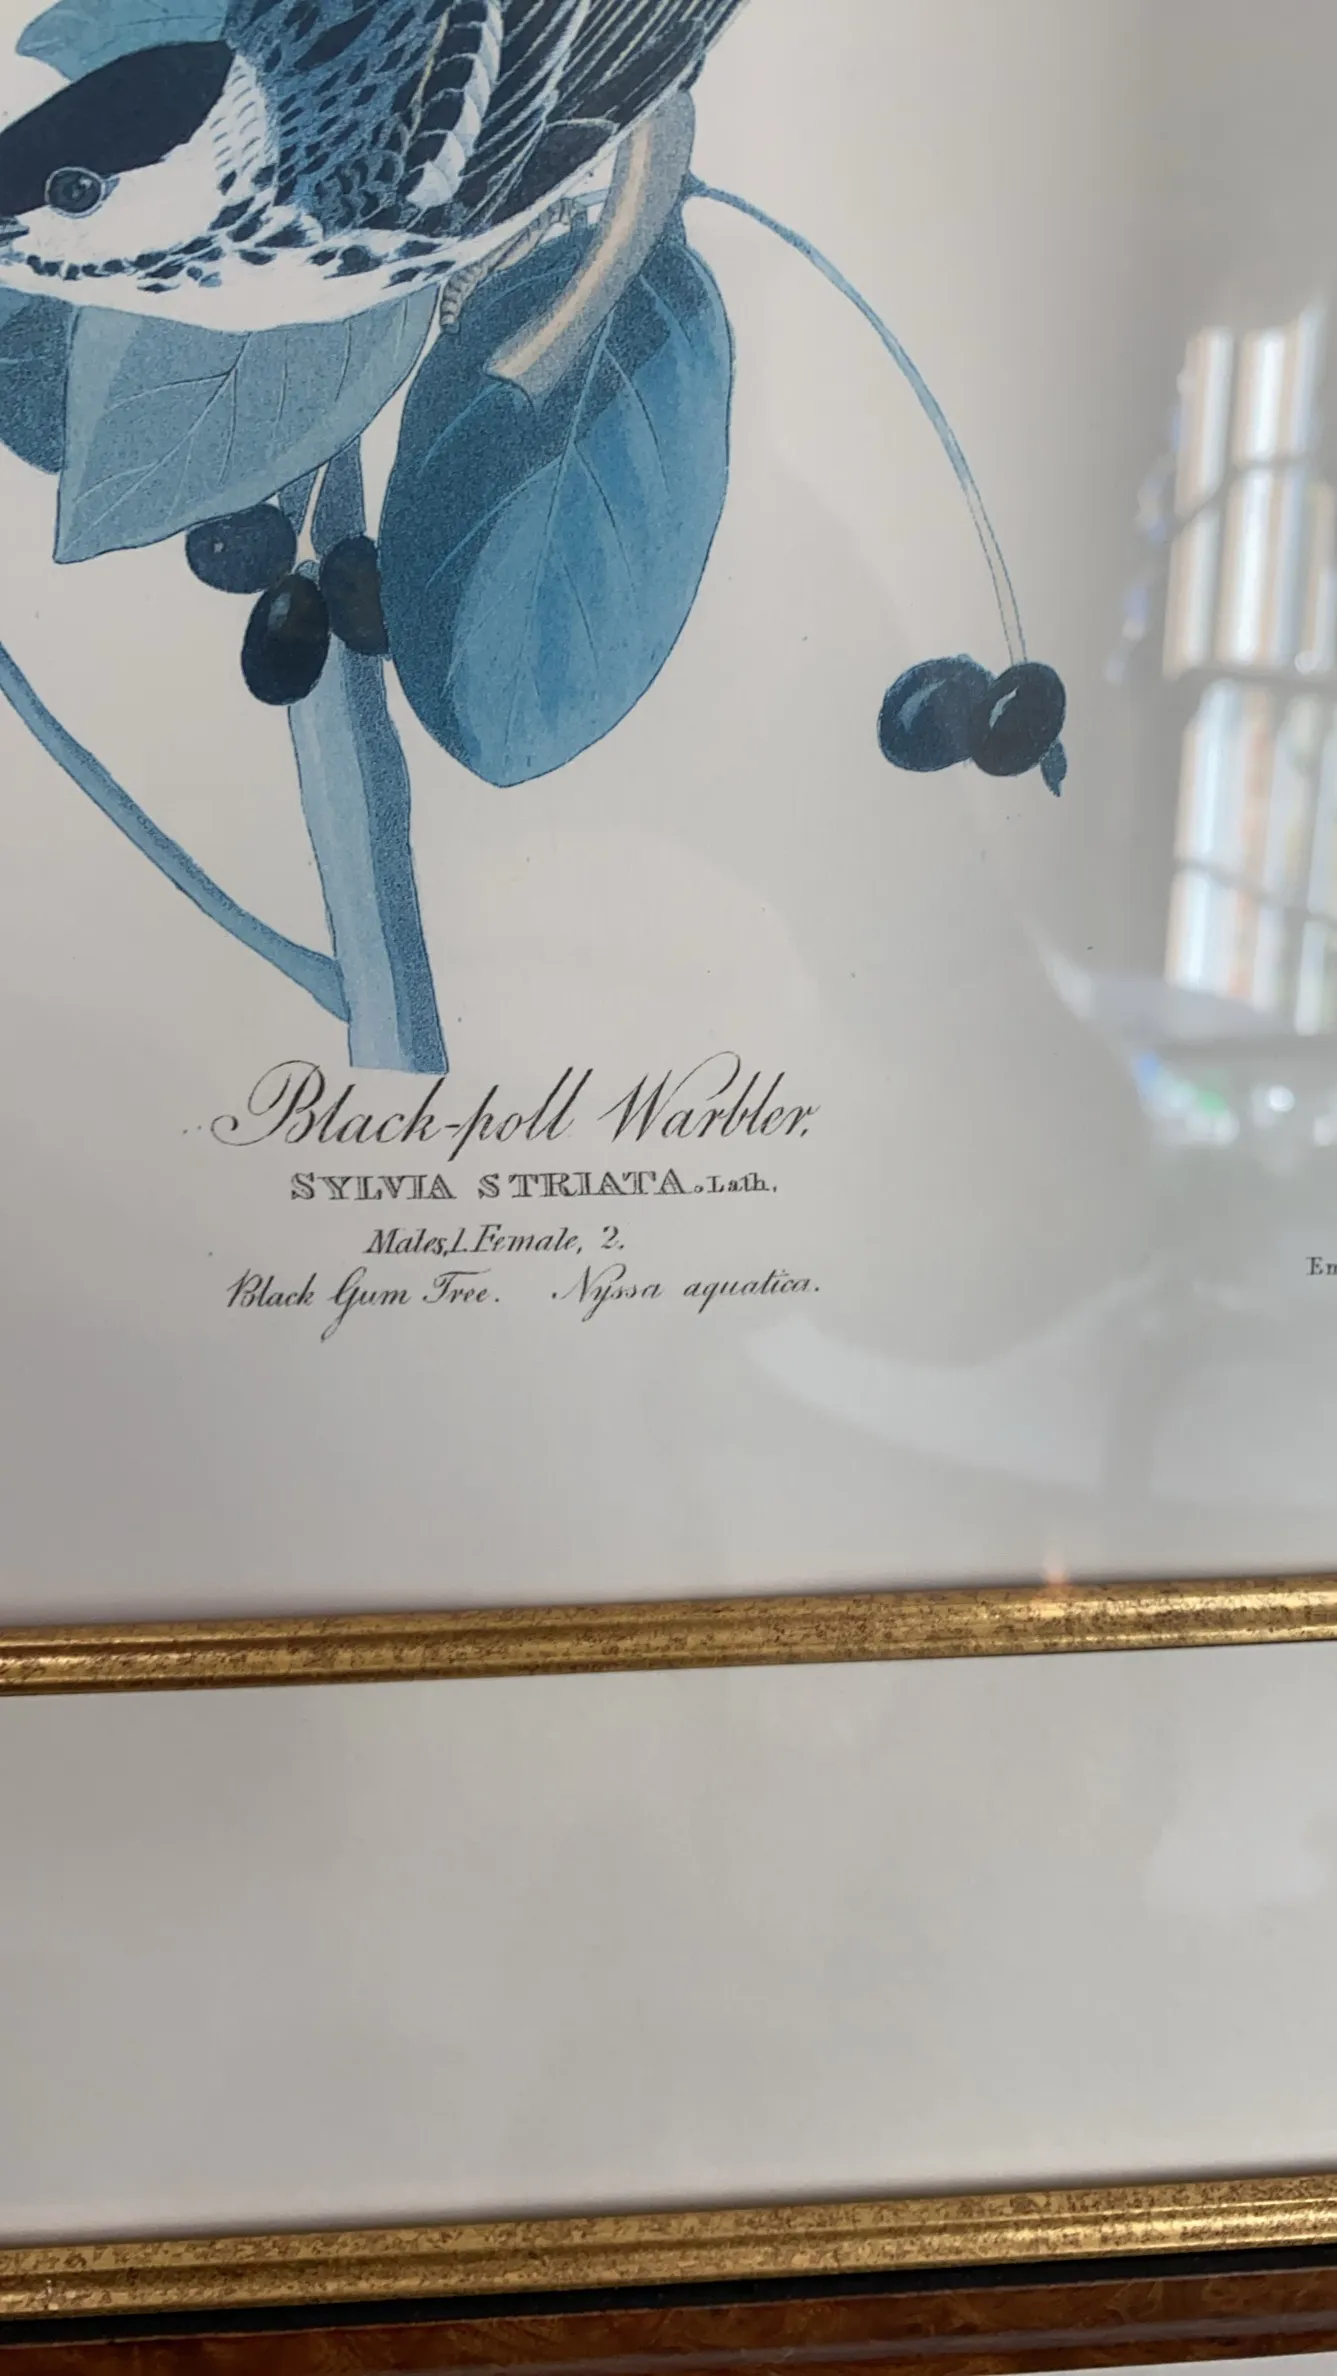 Black-poll Warbler.
SYLVIA STRIATA. Lath.
Males, 1. Female, 2.
Black Gum Tree. Nyssa aquatica.